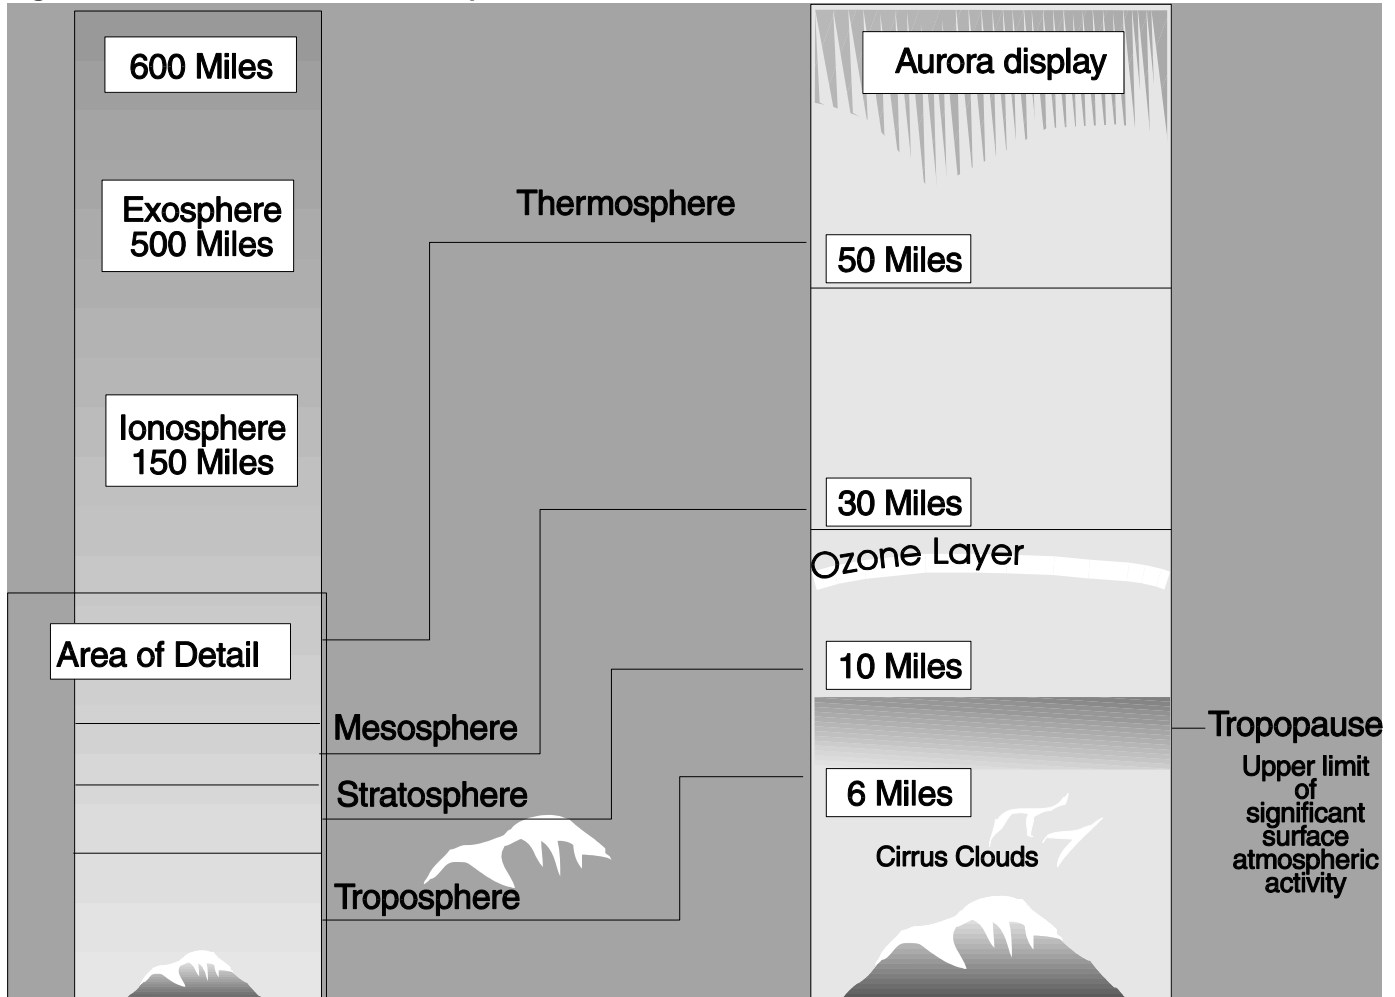 600 Miles
Exosphere
500 Miles
Ionosphere
150 Miles
Area of Detail
Thermosphere
Mesosphere
Stratosphere
Troposphere
Aurora display
50 Miles
30 Miles
Ozone Layer
10 Miles
6 Miles
Cirrus Clouds
Tropopause
Upper limit
of
significant
surface
atmospheric
activity